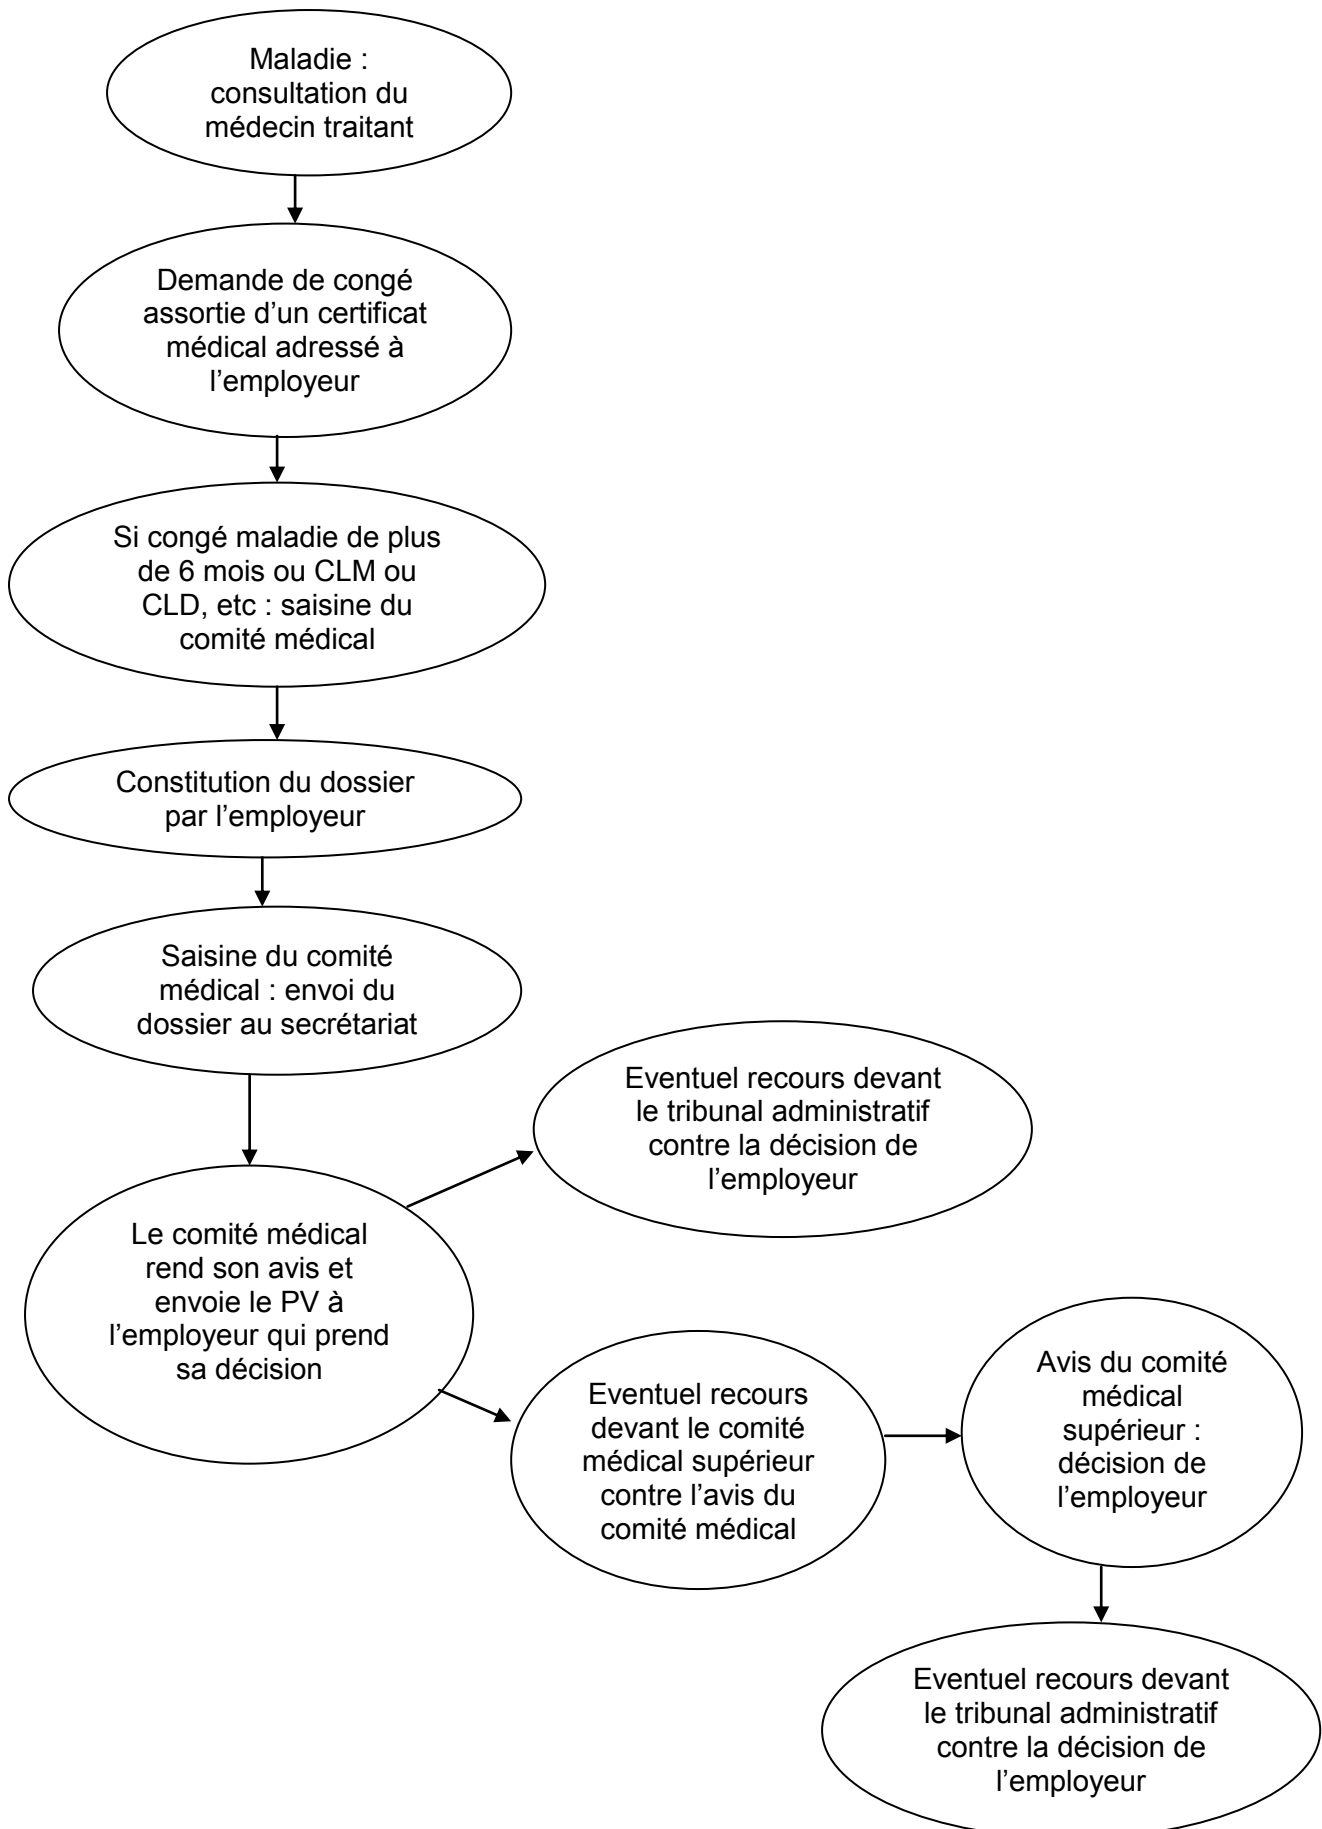 Maladie :
consultation du
médecin traitant
Demande de congé
assortie d’un certificat
médical adressé à
l’employeur
Si congé maladie de plus
de 6 mois ou CLM ou
CLD, etc : saisine du
comité médical
Constitution du dossier
par l’employeur
Saisine du comité
médical : envoi du
dossier au secrétariat
Eventuel recours devant
le tribunal administratif
contre la décision de
l’employeur
Le comité médical
rend son avis et
envoie le PV à
l’employeur qui prend
sa décision
Eventuel recours
devant le comité
médical supérieur
contre l’avis du
comité médical
Avis du comité
médical
supérieur :
décision de
l’employeur
Eventuel recours devant
le tribunal administratif
contre la décision de
l’employeur